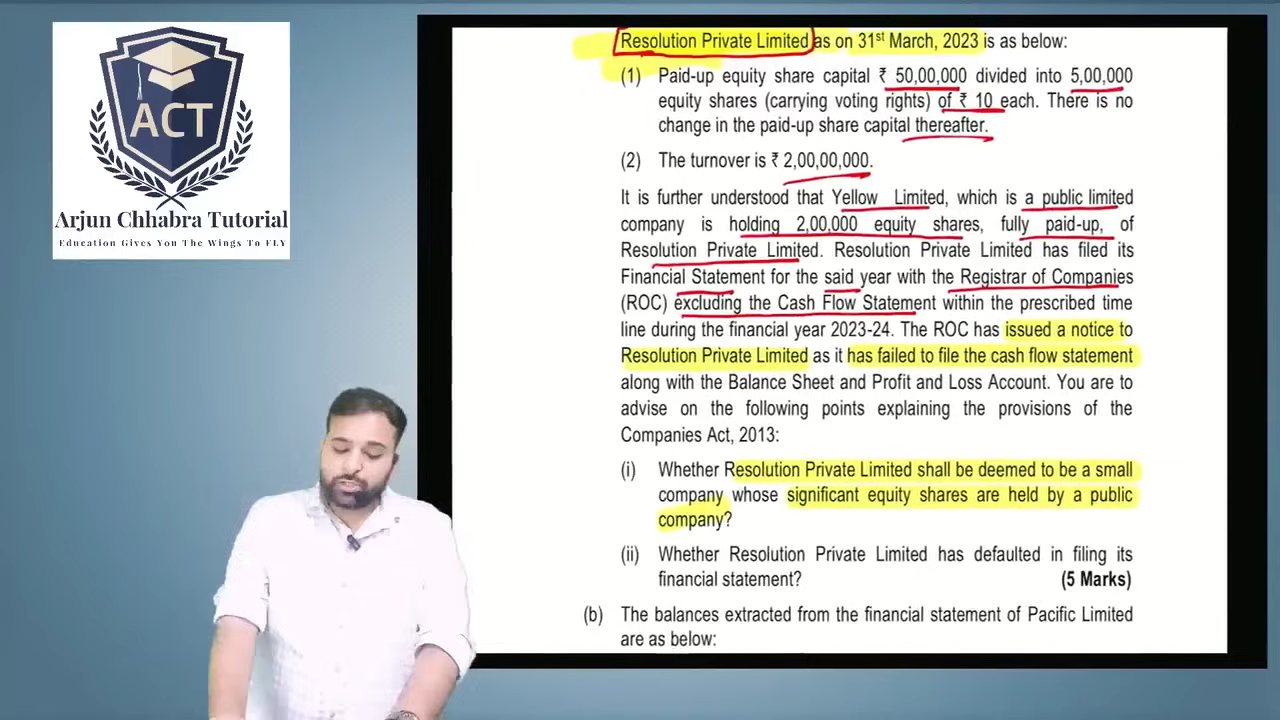 ACT
Arjun Chhabra Tutorial
Education Gives You The Wings To FLY
Resolution Private Limited as on 31st March, 2023 is as below:
(1) Paid-up equity share capital ₹ 50,00,000 divided into 5,00,000
equity shares (carrying voting rights) of ₹ 10 each. There is no
change in the paid-up share capital thereafter.
(2) The turnover is ₹ 2,00,00,000.
It is further understood that Yellow Limited, which is a public limited
company is holding 2,00,000 equity shares, fully paid-up, of
Resolution Private Limited. Resolution Private Limited has filed its
Financial Statement for the said year with the Registrar of Companies
(ROC) excluding the Cash Flow Statement within the prescribed time
line during the financial year 2023-24. The ROC has issued a notice to
Resolution Private Limited as it has failed to file the cash flow statement
along with the Balance Sheet and Profit and Loss Account. You are to
advise on the following points explaining the provisions of the
Companies Act, 2013:
(i) Whether Resolution Private Limited shall be deemed to be a small
company whose significant equity shares are held by a public
company?
(ii) Whether Resolution Private Limited has defaulted in filing its
financial statement? (5 Marks)
(b) The balances extracted from the financial statement of Pacific Limited
are as below: